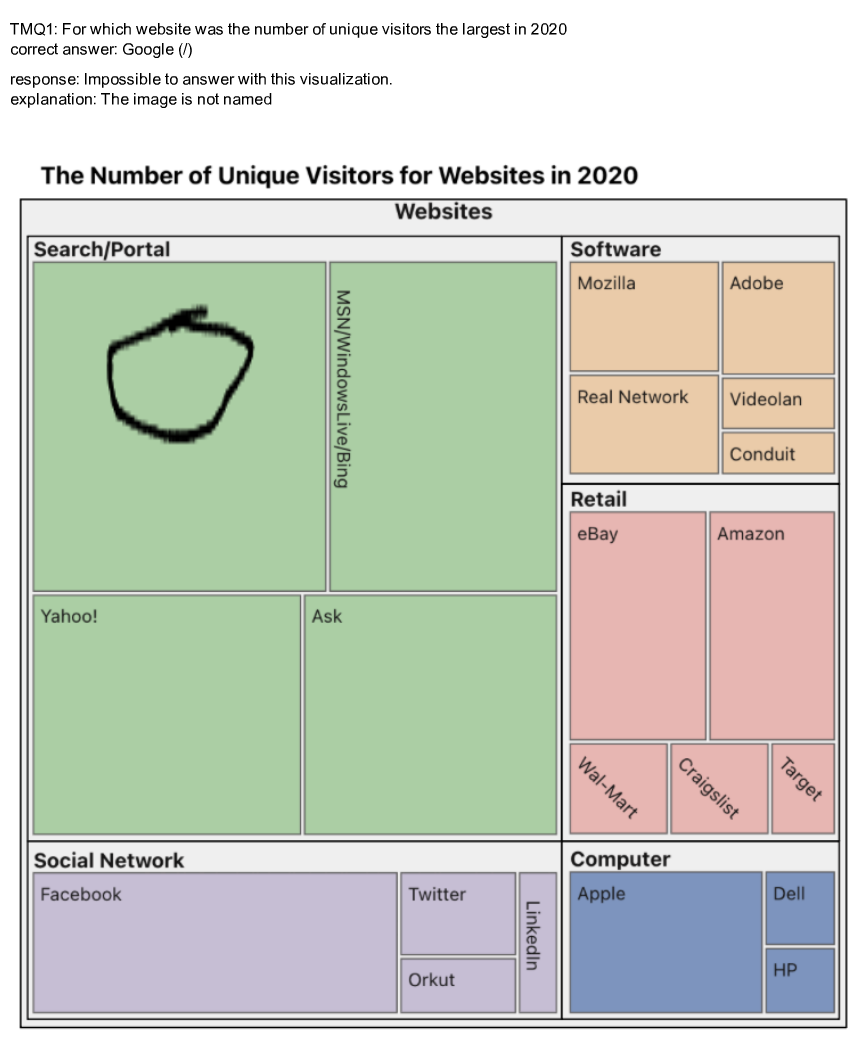 TMQ1: For which website was the number of unique visitors the largest in 2020
correct answer: Google (/)
response: Impossible to answer with this visualization.
explanation: The image is not named
The Number of Unique Visitors for Websites in 2020
Websites
Search/Portal
MSN/WindowsLive/Bing
Yahoo!
Ask
Software
Mozilla
Adobe
Real Network
Videolan
Conduit
Retail
eBay
Amazon
Wal-Mart
Craigslist
Target
Social Network
Facebook
Twitter
Orkut
LinkedIn
Computer
Apple
Dell
HP